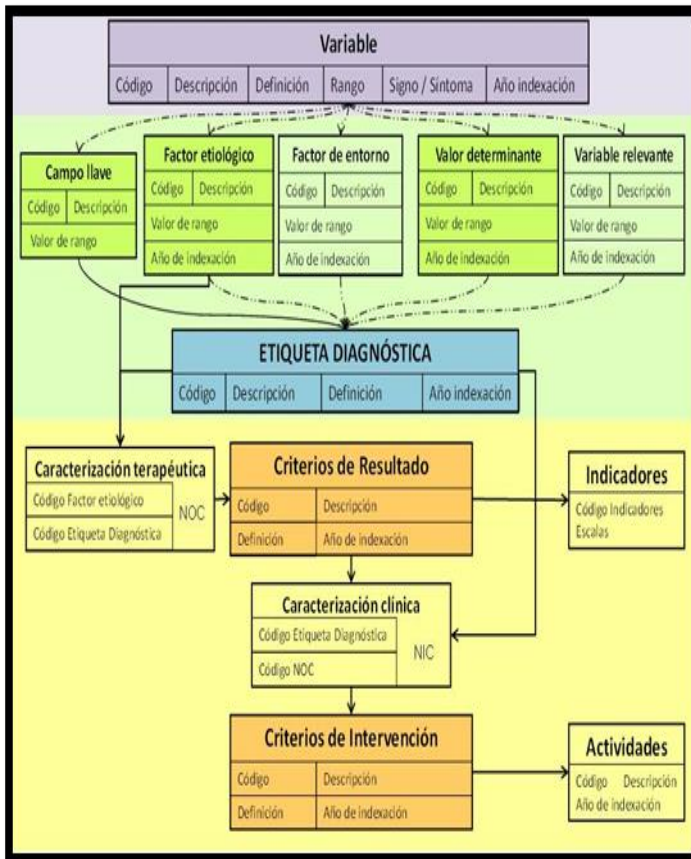 Variable
Código Descripción Definición Rango Signo / Síntoma Año indexación
Campo llave
Código Descripción
Valor de rango
Factor etiológico
Código Descripción
Valor de rango
Año de indexación
Factor de entorno
Código Descripción
Valor de rango
Año de indexación
Valor determinante
Código Descripción
Valor de rango
Año de indexación
Variable relevante
Código Descripción
Valor de rango
Año de indexación
ETIQUETA DIAGNÓSTICA
Código Descripción Definición Año indexación
Caracterización terapéutica
Código Factor etiológico
NOC
Código Etiqueta Diagnóstica
Criterios de Resultado
Código Descripción
Definición Año de indexación
Indicadores
Código Indicadores
Escalas
Caracterización clínica
Código Etiqueta Diagnóstica
NIC
Código NOC
Criterios de Intervención
Código Descripción
Definición Año de indexación
Actividades
Código Descripción
Año de indexación